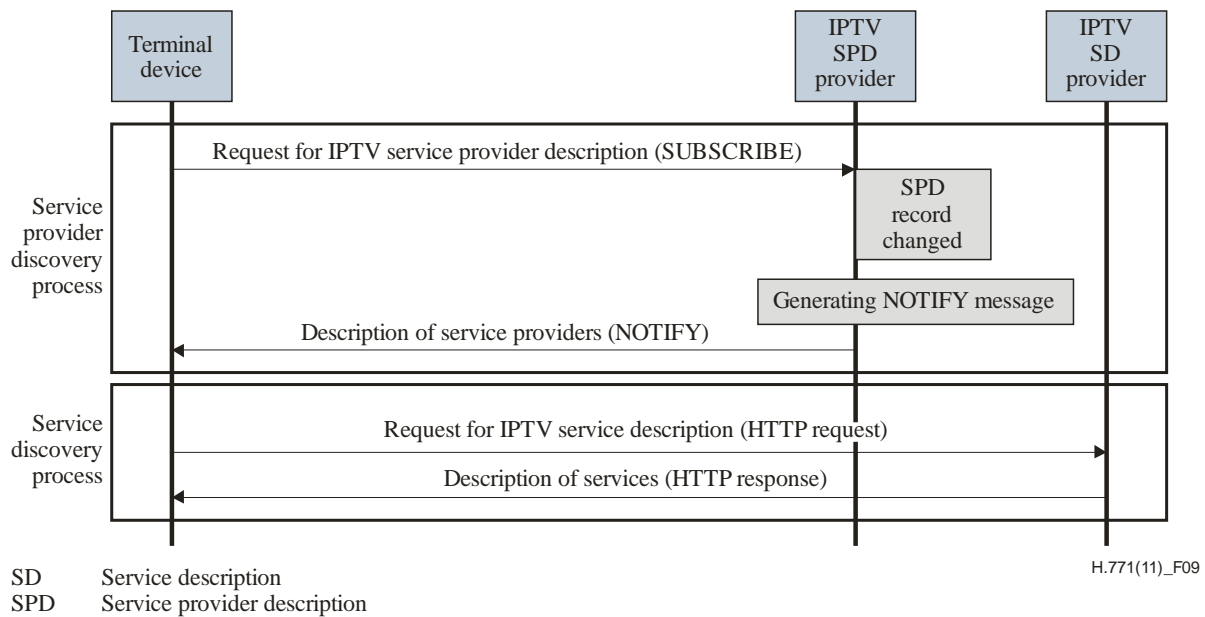 Terminal
device
IPTV
SPD
provider
IPTV
SD
provider
Service
provider
discovery
process
Request for IPTV service provider description (SUBSCRIBE)
SPD
record
changed
Generating NOTIFY message
Description of service providers (NOTIFY)
Service
discovery
process
Request for IPTV service description (HTTP request)
Description of services (HTTP response)
H.771(11)_F09
SD Service description
SPD Service provider description